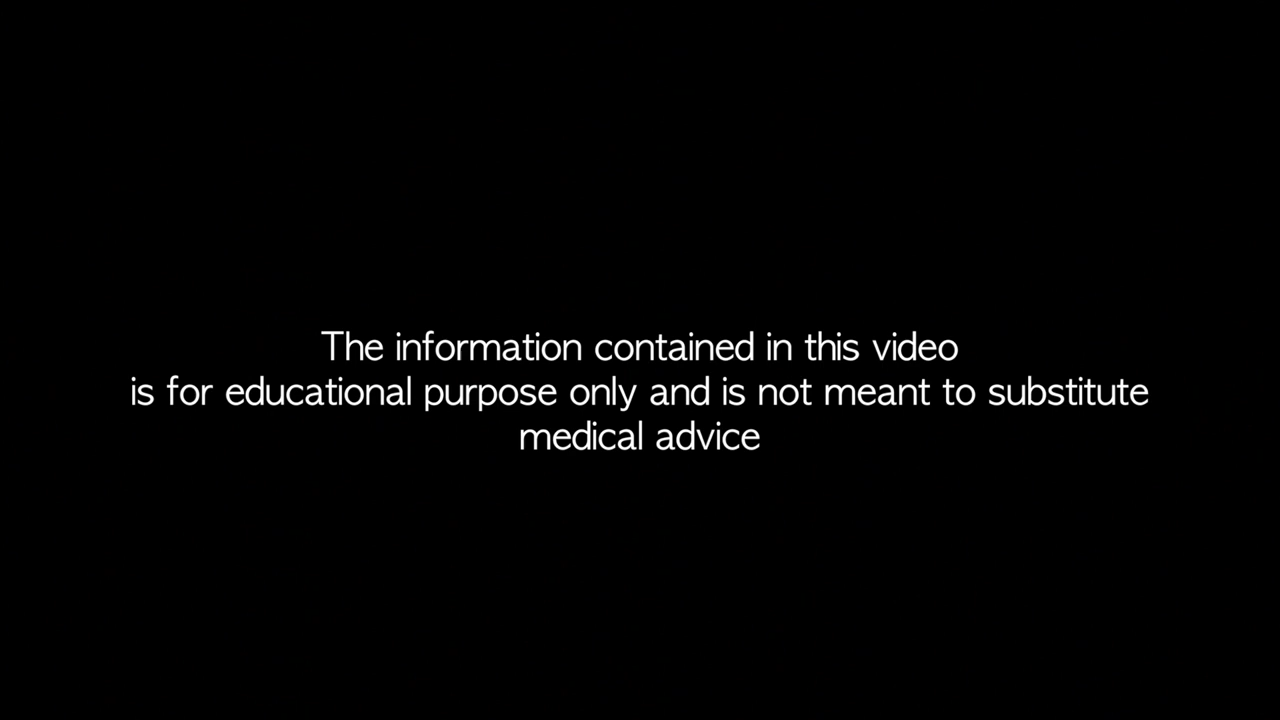 The information contained in this video
is for educational purpose only and is not meant to substitute
medical advice